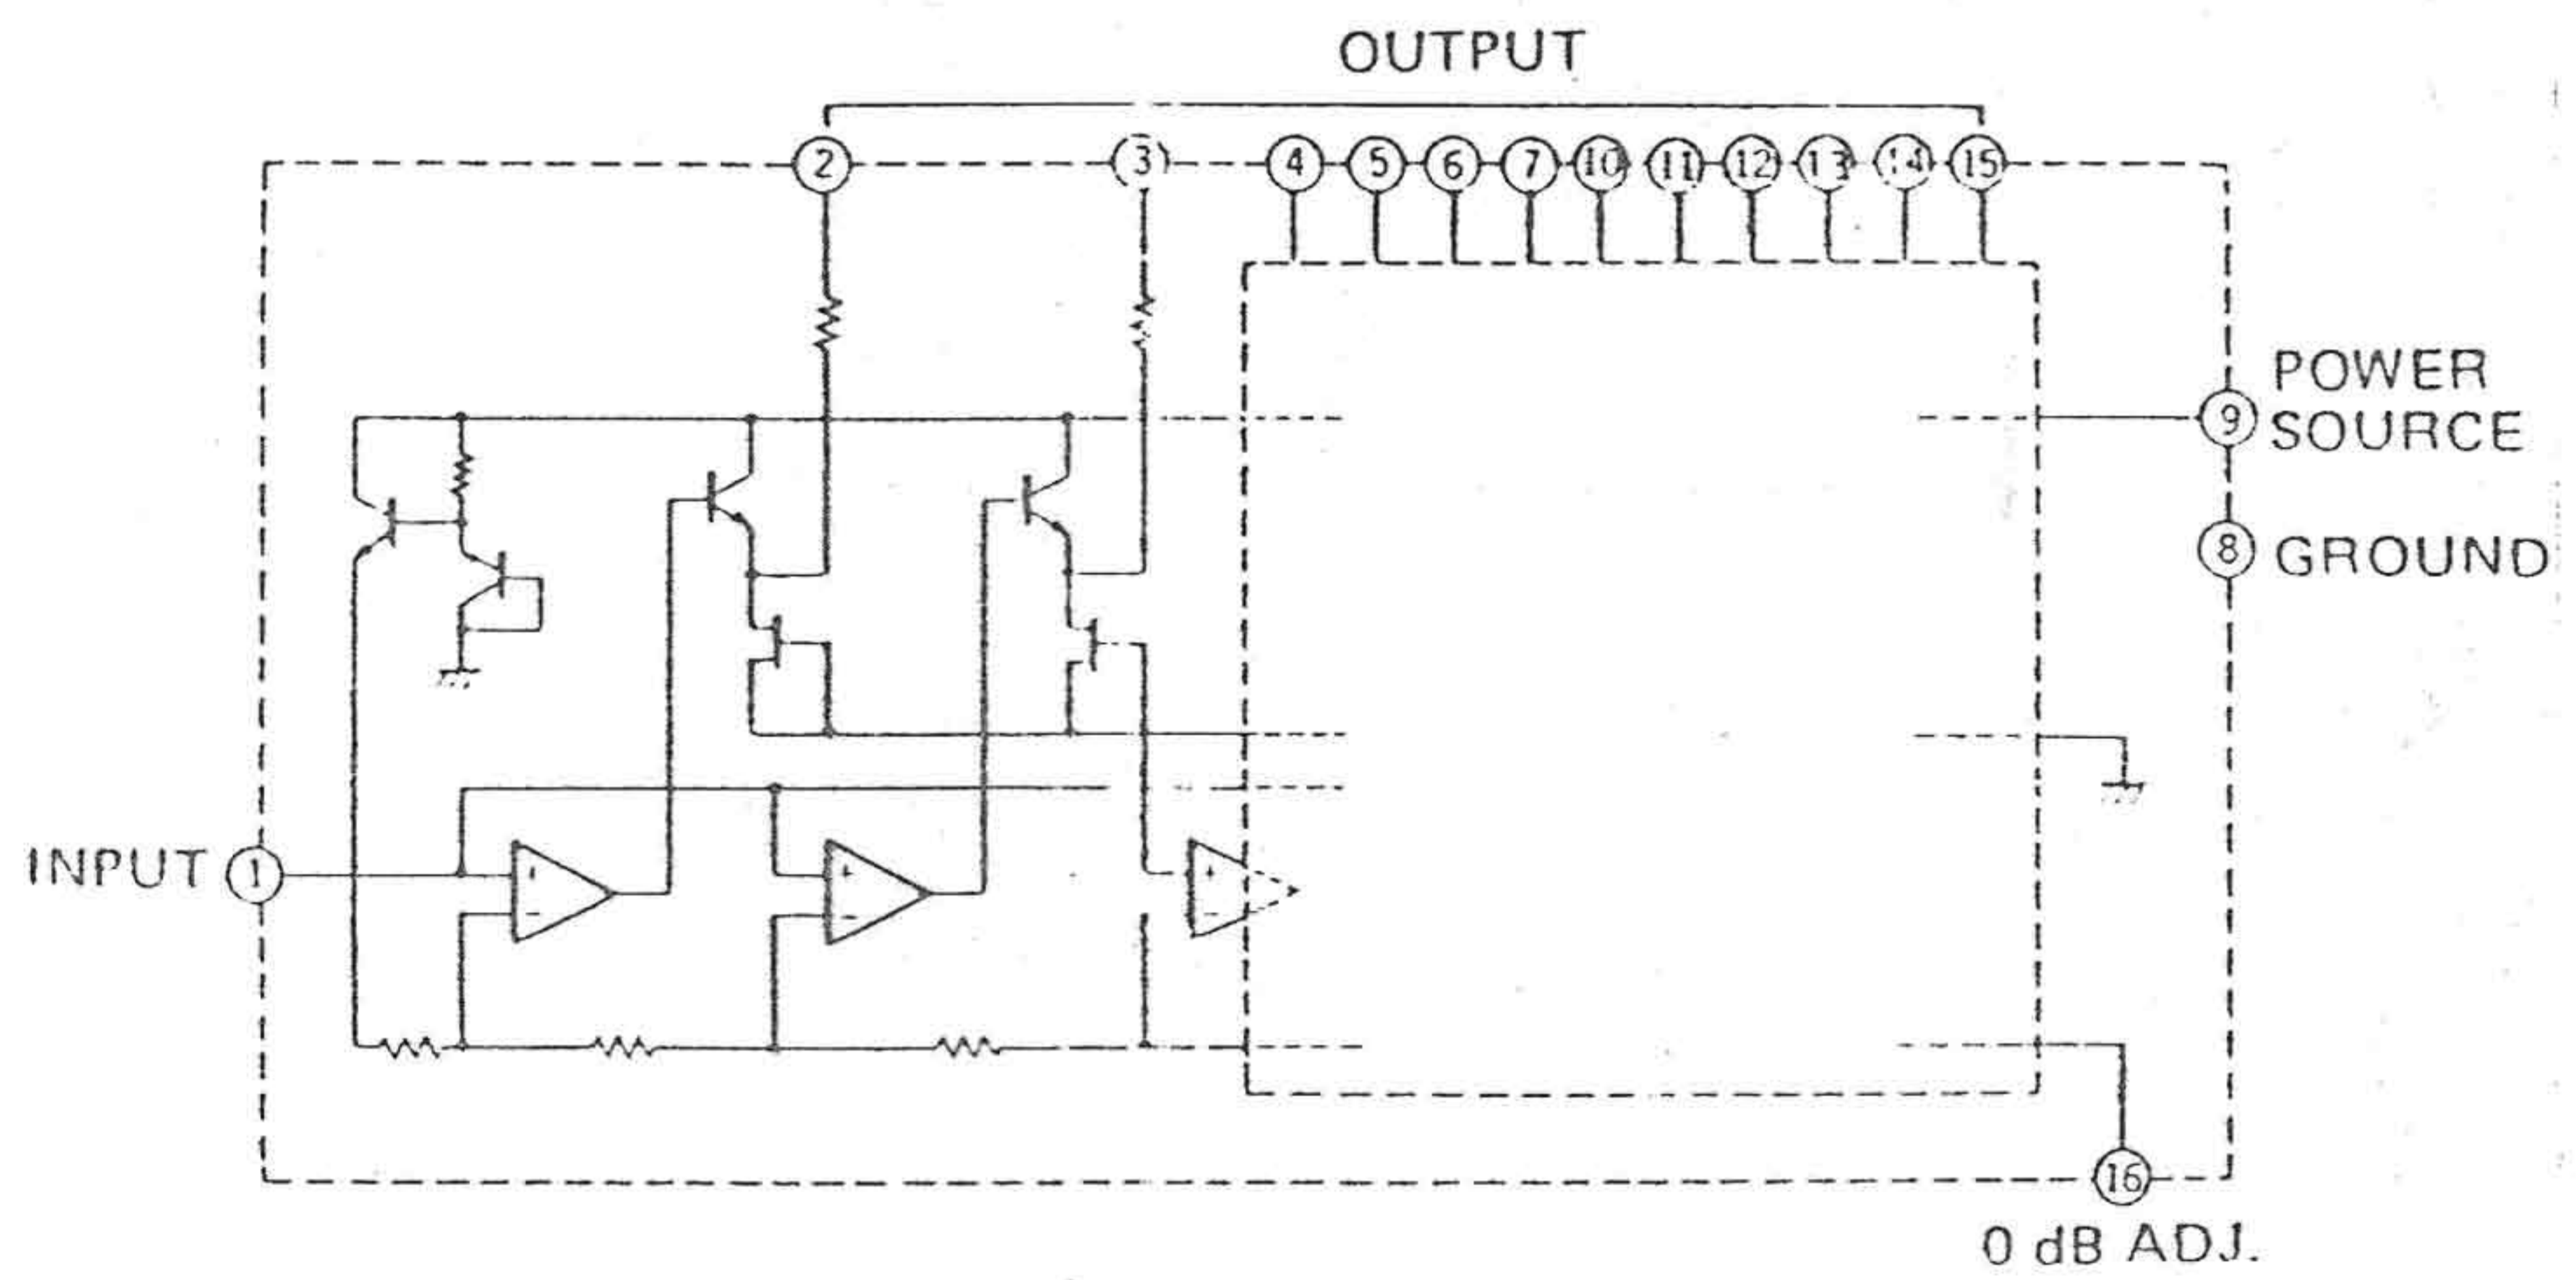 OUTPUT
2 3 4 5 6 7 10 11 12 13 14 15
POWER
SOURCE
9
8 GROUND
INPUT 1
+ + +
- - -
16
0 dB ADJ.